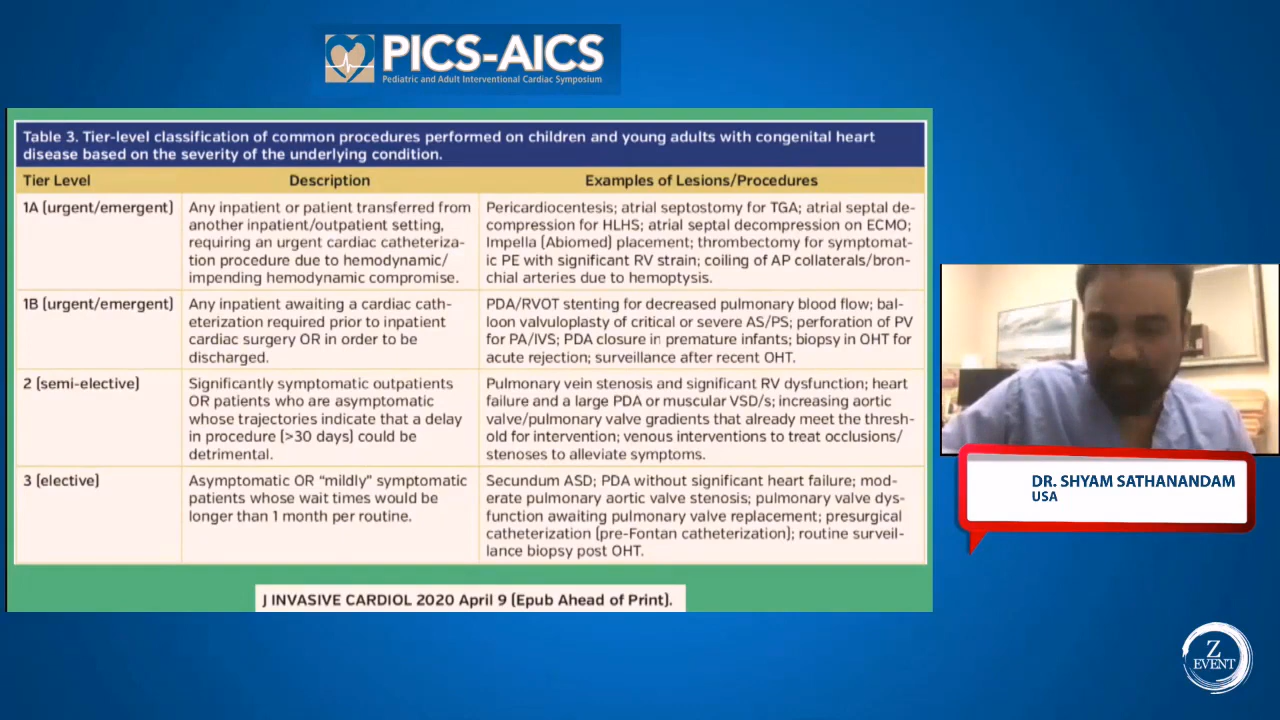 PICS-AICS
Pediatric and Adult Interventional Cardiac Symposium
Table 3. Tier-level classification of common procedures performed on children and young adults with congenital heart
disease based on the severity of the underlying condition.
Tier Level
Description
Examples of Lesions/Procedures
1A (urgent/emergent)
Any inpatient or patient transferred from
another inpatient/outpatient setting,
requiring an urgent cardiac catheteriza-
tion procedure due to hemodynamic/
impending hemodynamic compromise.
Pericardiocentesis; atrial septostomy for TGA; atrial septal de-
compression for HLHS; atrial septal decompression on ECMO;
Impella (Abiomed) placement; thrombectomy for symptomat-
ic PE with significant RV strain; coiling of AP collaterals/bron-
chial arteries due to hemoptysis.
1B (urgent/emergent)
Any inpatient awaiting a cardiac cath-
eterization required prior to inpatient
cardiac surgery OR in order to be
discharged.
PDA/RVOT stenting for decreased pulmonary blood flow; bal-
loon valvuloplasty of critical or severe AS/PS; perforation of PV
for PA/IVS; PDA closure in premature infants; biopsy in OHT for
acute rejection; surveillance after recent OHT.
2 (semi-elective)
Significantly symptomatic outpatients
OR patients who are asymptomatic
whose trajectories indicate that a delay
in procedure (>30 days) could be
detrimental.
Pulmonary vein stenosis and significant RV dysfunction; heart
failure and a large PDA or muscular VSD/s; increasing aortic
valve/pulmonary valve gradients that already meet the thresh-
old for intervention; venous interventions to treat occlusions/
stenoses to alleviate symptoms.
3 (elective)
Asymptomatic OR “mildly” symptomatic
patients whose wait times would be
longer than 1 month per routine.
Secundum ASD; PDA without significant heart failure; mod-
erate pulmonary aortic valve stenosis; pulmonary valve dys-
function awaiting pulmonary valve replacement; presurgical
catheterization (pre-Fontan catheterization); routine surveil-
lance biopsy post OHT.
J INVASIVE CARDIOL 2020 April 9 (Epub Ahead of Print).
DR. SHYAM SATHANANDAM
USA
Z
EVENT